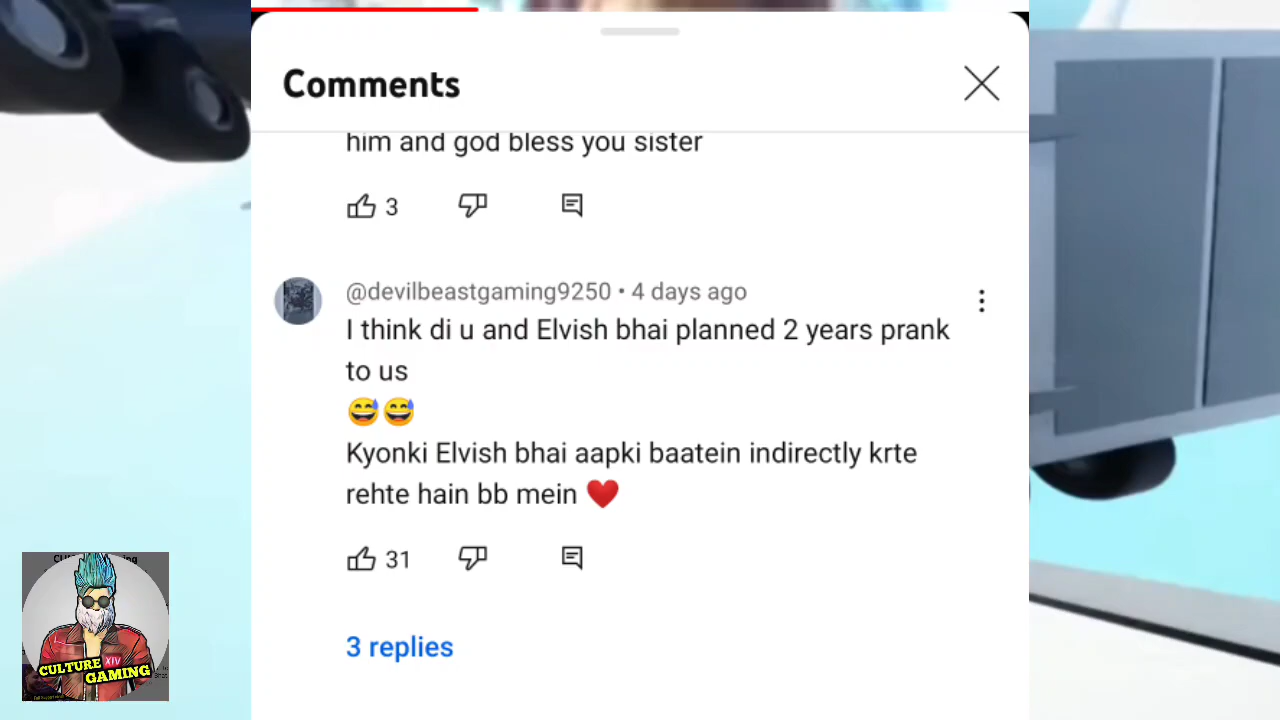 Comments
him and god bless you sister
3
@devilbeastgaming9250 • 4 days ago
I think di u and Elvish bhai planned 2 years prank
to us
😅😅
Kyonki Elvish bhai aapki baatein indirectly krte
rehte hain bb mein ❤️
31
3 replies
CULTURE XIV
GAMING